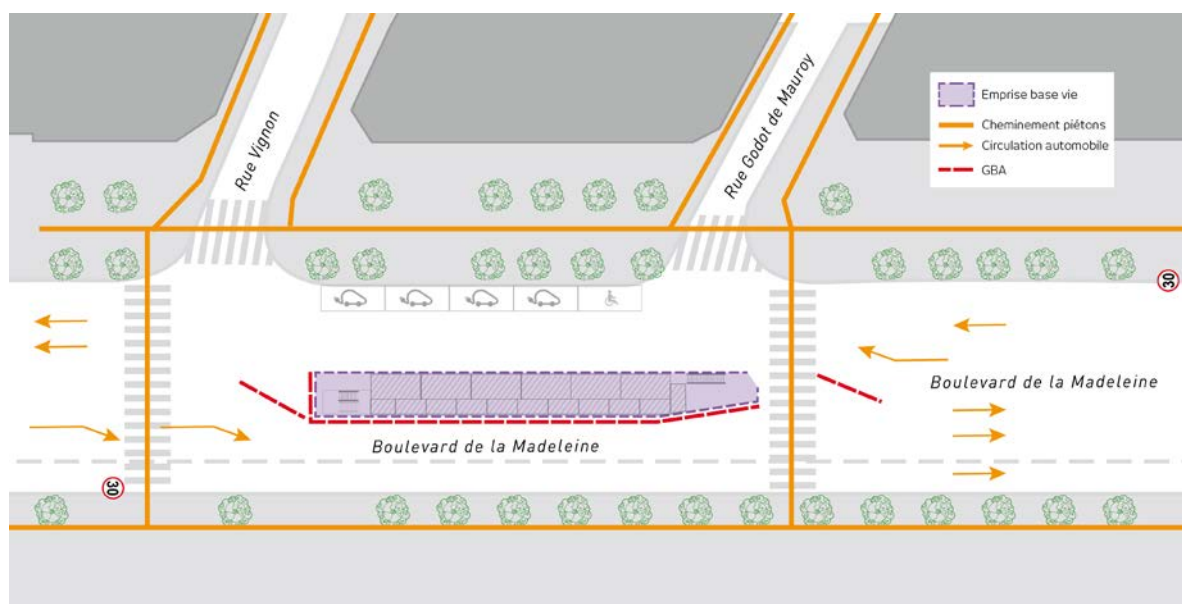 Rue Vignon
Rue Godot de Mauroy
Emprise base vie
Cheminement piétons
Circulation automobile
GBA
30
Boulevard de la Madeleine
Boulevard de la Madeleine
30